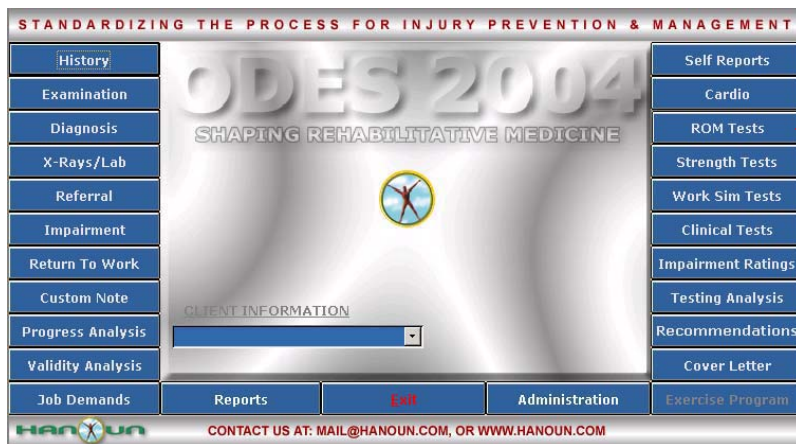 STANDARDIZING THE PROCESS FOR INJURY PREVENTION & MANAGEMENT
ODES 2004
SHAPING REHABILITATIVE MEDICINE
History
Examination
Diagnosis
X-Rays/Lab
Referral
Impairment
Return To Work
Custom Note
Progress Analysis
Validity Analysis
Job Demands
CLIENT INFORMATION
Self Reports
Cardio
ROM Tests
Strength Tests
Work Sim Tests
Clinical Tests
Impairment Ratings
Testing Analysis
Recommendations
Cover Letter
Exercise Program
Reports
Exit
Administration
HANOUN
CONTACT US AT: MAIL@HANOUN.COM, OR WWW.HANOUN.COM